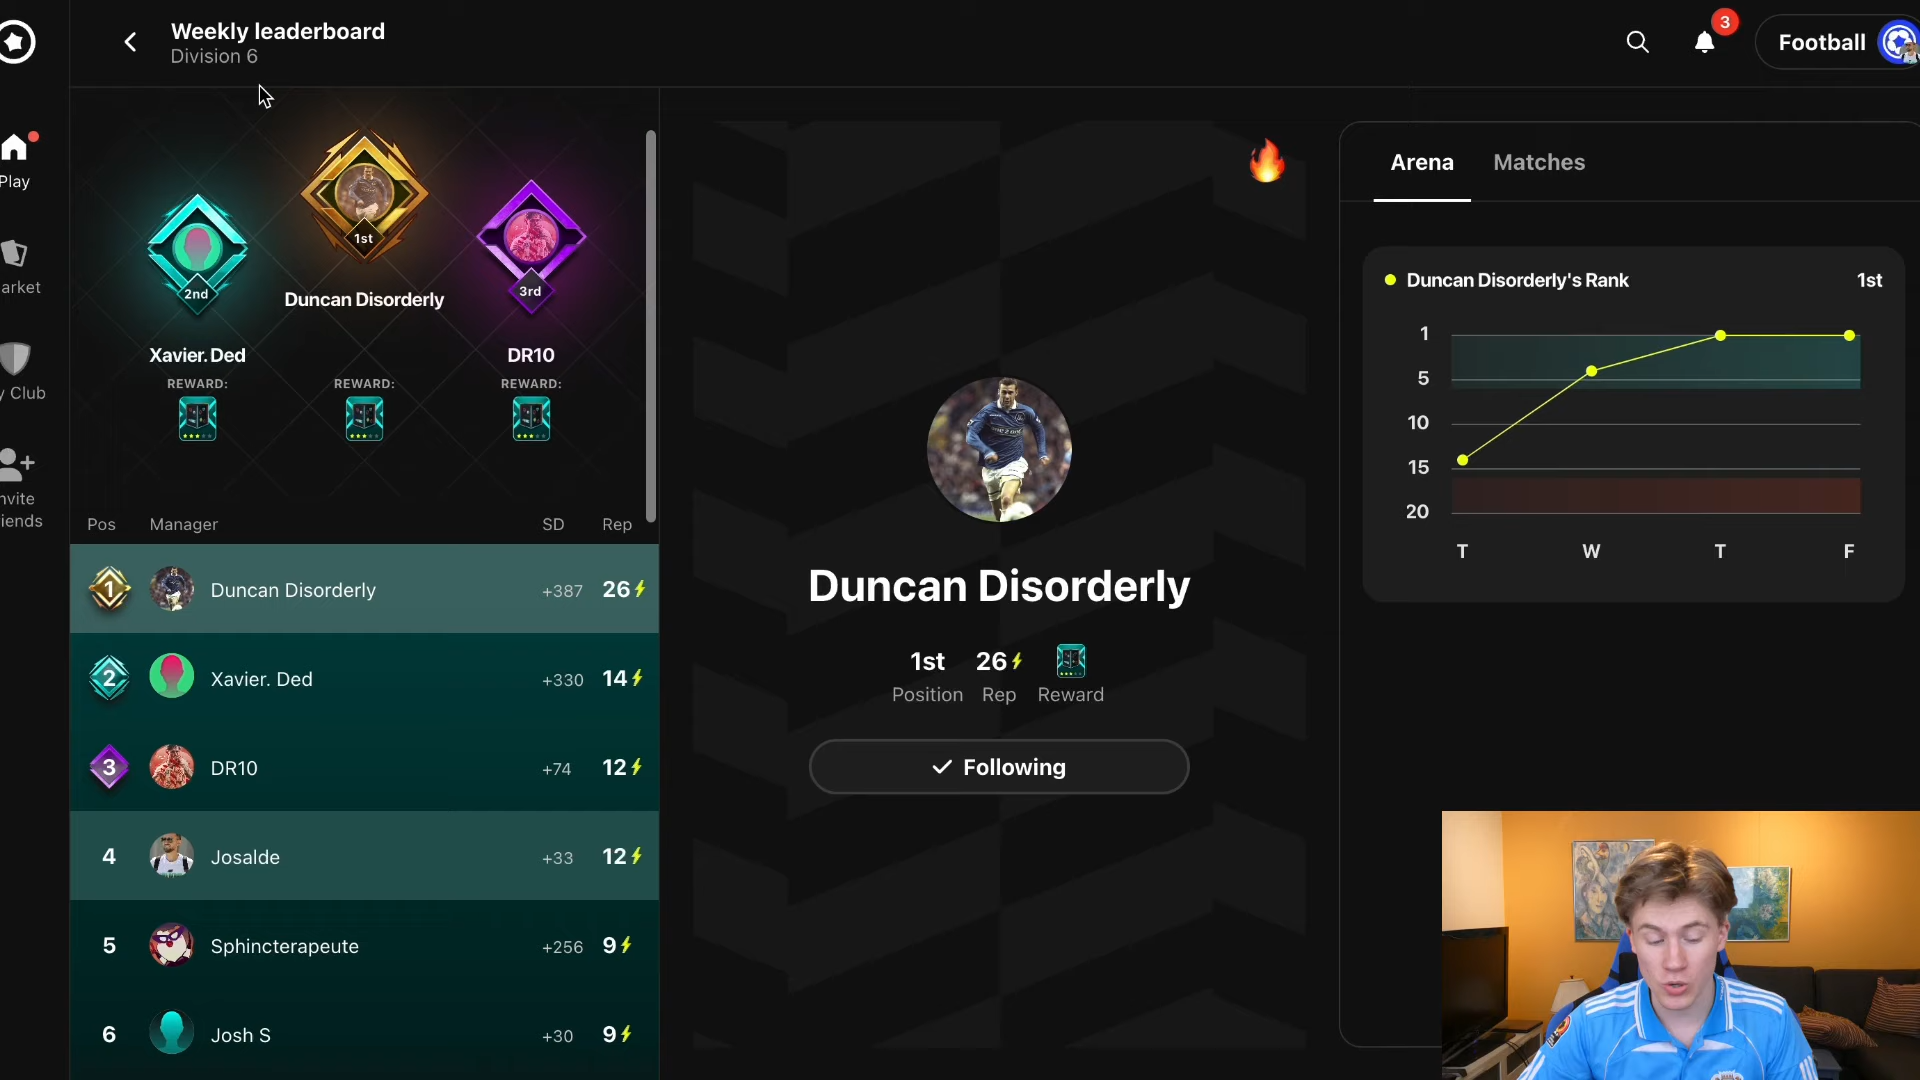 Weekly leaderboard
Division 6
3
Football
Play
arket
y Club
nvite
iends
1st
Duncan Disorderly
2nd
Xavier. Ded
REWARD:
REWARD:
3rd
DR10
REWARD:
Pos Manager SD Rep
1 Duncan Disorderly +387 26
2 Xavier. Ded +330 14
3 DR10 +74 12
4 Josalde +33 12
5 Sphincterapeute +256 9
6 Josh S +30 9
Duncan Disorderly
1st 26
Position Rep Reward
Following
Arena Matches
Duncan Disorderly's Rank 1st
1
5
10
15
20
T W T F